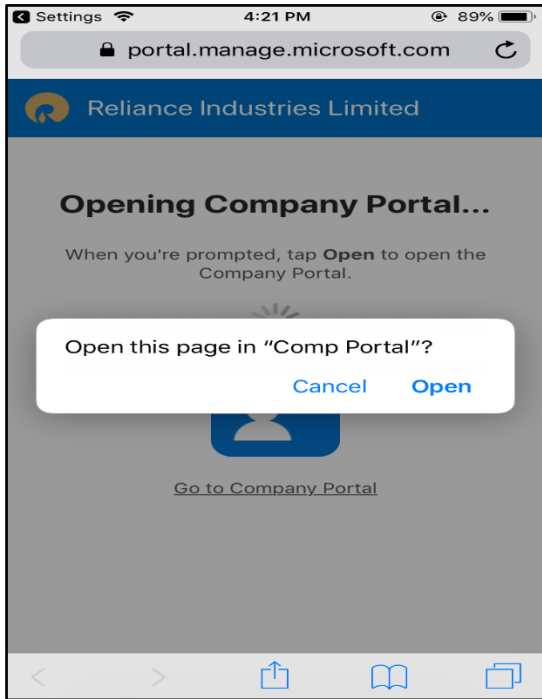 Settings 4:21 PM 89%
portal.manage.microsoft.com
Reliance Industries Limited
Opening Company Portal...
When you're prompted, tap Open to open the
Company Portal.
Open this page in "Comp Portal"?
Cancel Open
Go to Company Portal